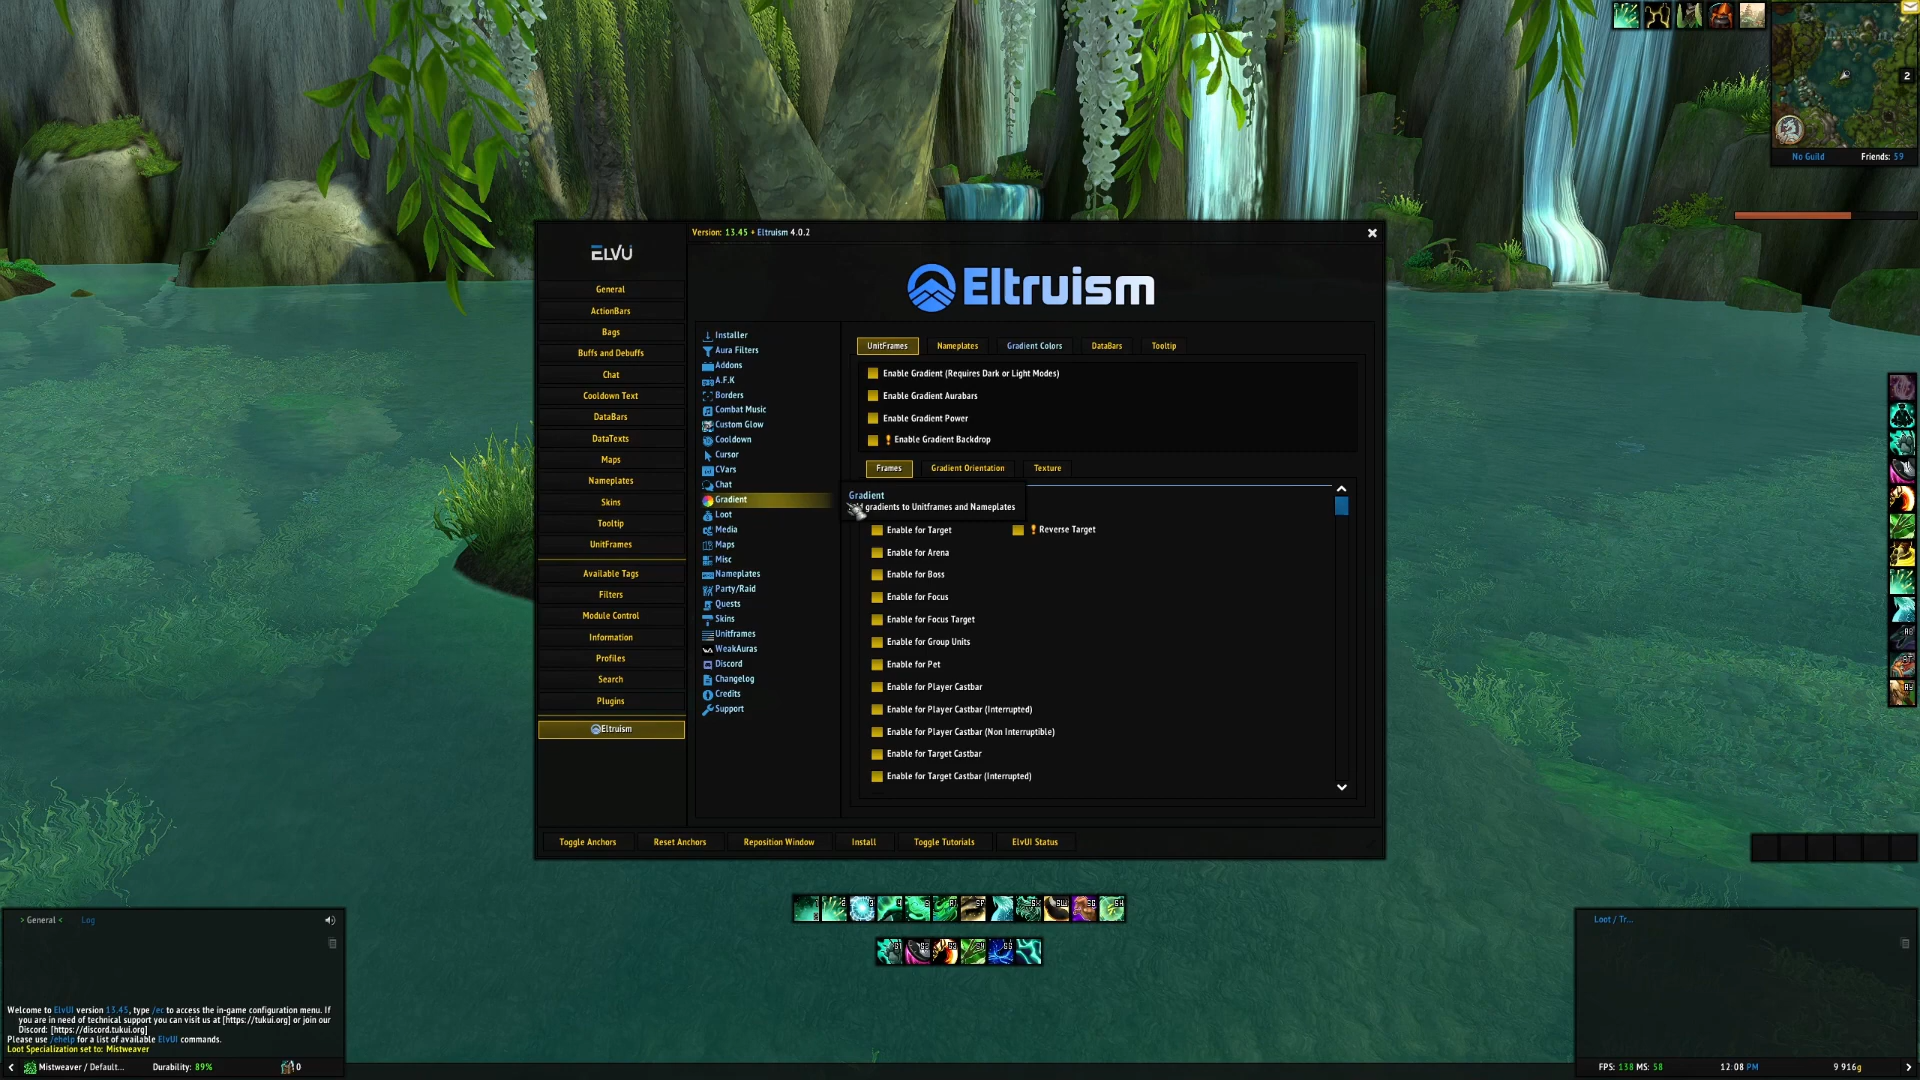 2
No Guild
Friends: 59
Version: 13.45 + Eltruism 4.0.2
ELVUI
Eltruism
General
ActionBars
Bags
Buffs and Debuffs
Chat
Cooldown Text
DataBars
DataTexts
Maps
Nameplates
Skins
Tooltip
UnitFrames
Available Tags
Filters
Module Control
Information
Profiles
Search
Plugins
Eltruism
Installer
Aura Filters
Addons
A.F.K
Borders
Combat Music
Custom Glow
Cooldown
Cursor
CVars
Chat
Gradient
Loot
Media
Maps
Misc
Nameplates
Party/Raid
Quests
Skins
Unitframes
WeakAuras
Discord
Changelog
Credits
Support
UnitFrames
Nameplates
Gradient Colors
DataBars
Tooltip
Enable Gradient (Requires Dark or Light Modes)
Enable Gradient Aurabars
Enable Gradient Power
Enable Gradient Backdrop
Frames
Gradient Orientation
Texture
Gradient
gradients to Unitframes and Nameplates
Enable for Target
Reverse Target
Enable for Arena
Enable for Boss
Enable for Focus
Enable for Focus Target
Enable for Group Units
Enable for Pet
Enable for Player Castbar
Enable for Player Castbar (Interrupted)
Enable for Player Castbar (Non Interruptible)
Enable for Target Castbar
Enable for Target Castbar (Interrupted)
Toggle Anchors
Reset Anchors
Reposition Window
Install
Toggle Tutorials
ElvUI Status
> General <
Log
Welcome to ElvUI version 13.45, type /ec to access the in-game configuration menu. If
you are in need of technical support you can visit us at [https://tukui.org] or join our
Discord: [https://discord.tukui.org]
Please use /ehelp for a list of available ElvUI commands.
Loot Specialization set to: Mistweaver
Mistweaver / Default...
Durability: 89%
0
Loot / Tr...
FPS: 138 MS: 58
12:08 PM
9 916g